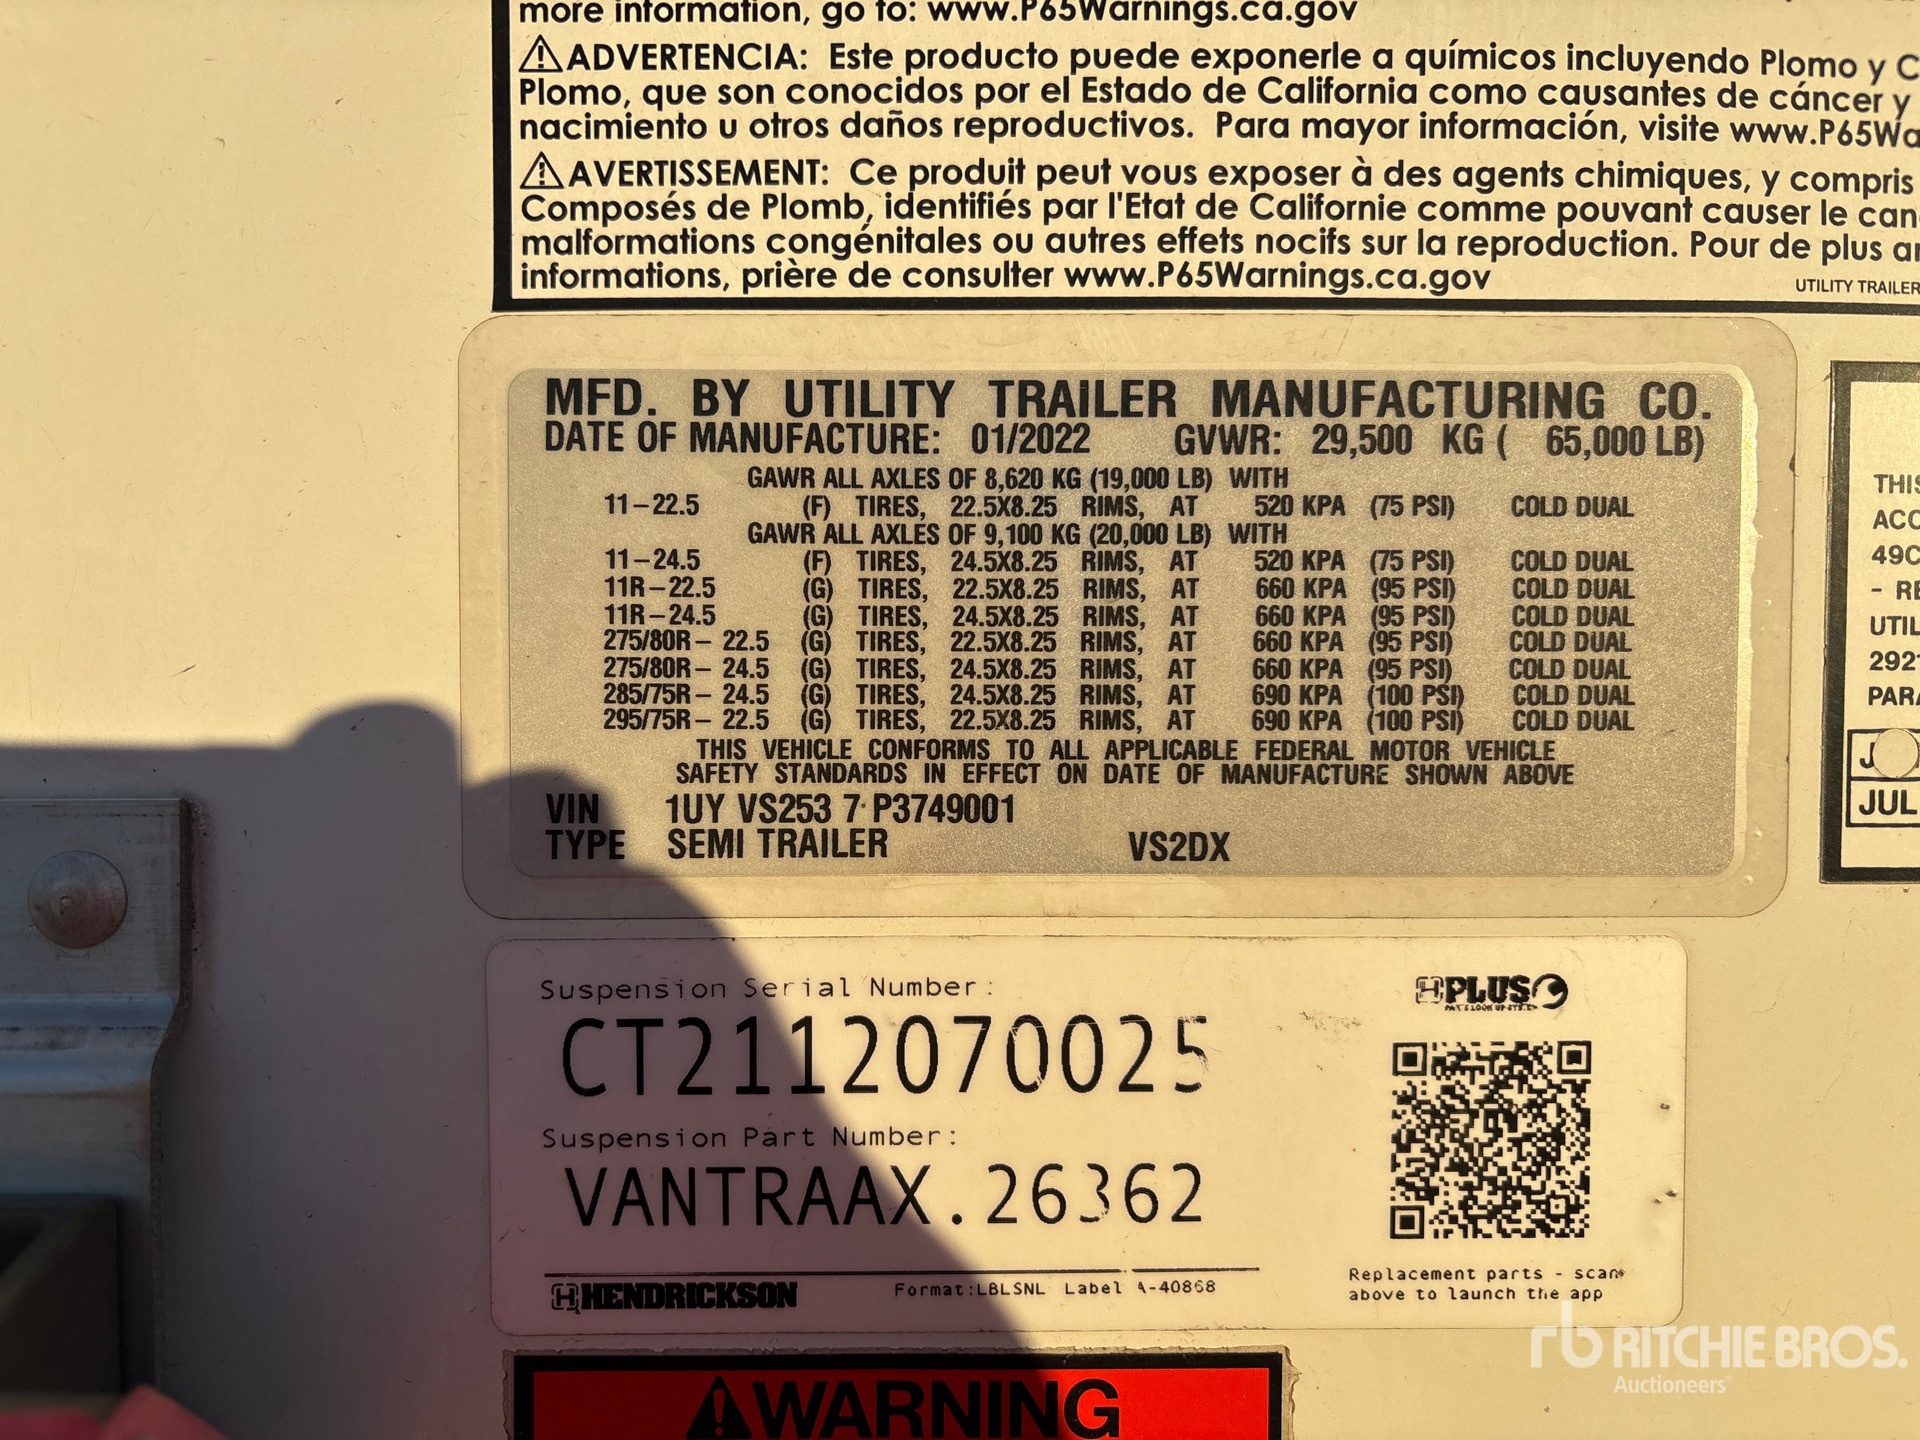 more information, go to: www.P65Warnings.ca.gov
⚠ADVERTENCIA: Este producto puede exponerle a químicos incluyendo Plomo y C
Plomo, que son conocidos por el Estado de California como causantes de cáncer y
nacimiento u otros daños reproductivos. Para mayor información, visite www.P65Wa
⚠AVERTISSEMENT: Ce produit peut vous exposer à des agents chimiques, y compris
Composés de Plomb, identifiés par l'Etat de Californie comme pouvant causer le can
malformations congénitales ou autres effets nocifs sur la reproduction. Pour de plus am
informations, prière de consulter www.P65Warnings.ca.gov
UTILITY TRAILER
MFD. BY UTILITY TRAILER MANUFACTURING CO.
DATE OF MANUFACTURE: 01/2022 GVWR: 29,500 KG ( 65,000 LB)
GAWR ALL AXLES OF 8,620 KG (19,000 LB) WITH
11-22.5 (F) TIRES, 22.5X8.25 RIMS, AT 520 KPA (75 PSI) COLD DUAL
GAWR ALL AXLES OF 9,100 KG (20,000 LB) WITH
11-24.5 (F) TIRES, 24.5X8.25 RIMS, AT 520 KPA (75 PSI) COLD DUAL
11R-22.5 (G) TIRES, 22.5X8.25 RIMS, AT 660 KPA (95 PSI) COLD DUAL
11R-24.5 (G) TIRES, 24.5X8.25 RIMS, AT 660 KPA (95 PSI) COLD DUAL
275/80R- 22.5 (G) TIRES, 22.5X8.25 RIMS, AT 660 KPA (95 PSI) COLD DUAL
275/80R- 24.5 (G) TIRES, 24.5X8.25 RIMS, AT 660 KPA (95 PSI) COLD DUAL
285/75R- 24.5 (G) TIRES, 24.5X8.25 RIMS, AT 690 KPA (100 PSI) COLD DUAL
295/75R- 22.5 (G) TIRES, 22.5X8.25 RIMS, AT 690 KPA (100 PSI) COLD DUAL
THIS VEHICLE CONFORMS TO ALL APPLICABLE FEDERAL MOTOR VEHICLE
SAFETY STANDARDS IN EFFECT ON DATE OF MANUFACTURE SHOWN ABOVE
VIN 1UY VS253 7 P3749001
TYPE SEMI TRAILER VS2DX
THIS
ACC
49C
- RE
UTIL
292
PARA
J
JUL
Suspension Serial Number:
CT2112070025
Suspension Part Number:
VANTRAAX.26362
HENDRICKSON
Format:LBLSNL Label A-40868
PLUS
Replacement parts - scan
above to launch the app
⚠WARNING
rb RITCHIE BROS.
Auctioneers